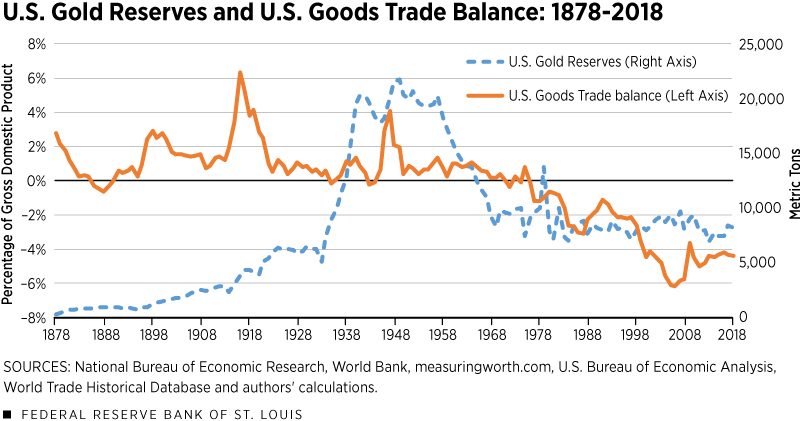 U.S. Gold Reserves and U.S. Goods Trade Balance: 1878-2018
8% 25,000
U.S. Gold Reserves (Right Axis)
6%
20,000
U.S. Goods Trade balance (Left Axis)
4%
2% 15,000
0%
−2% 10,000
−4%
5,000
−6%
−8% 0
Percentage of Gross Domestic Product
Metric Tons
1878 1888 1898 1908 1918 1928 1938 1948 1958 1968 1978 1988 1998 2008 2018
SOURCES: National Bureau of Economic Research, World Bank, measuringworth.com, U.S. Bureau of Economic Analysis,
World Trade Historical Database and authors' calculations.
■ FEDERAL RESERVE BANK OF ST. LOUIS